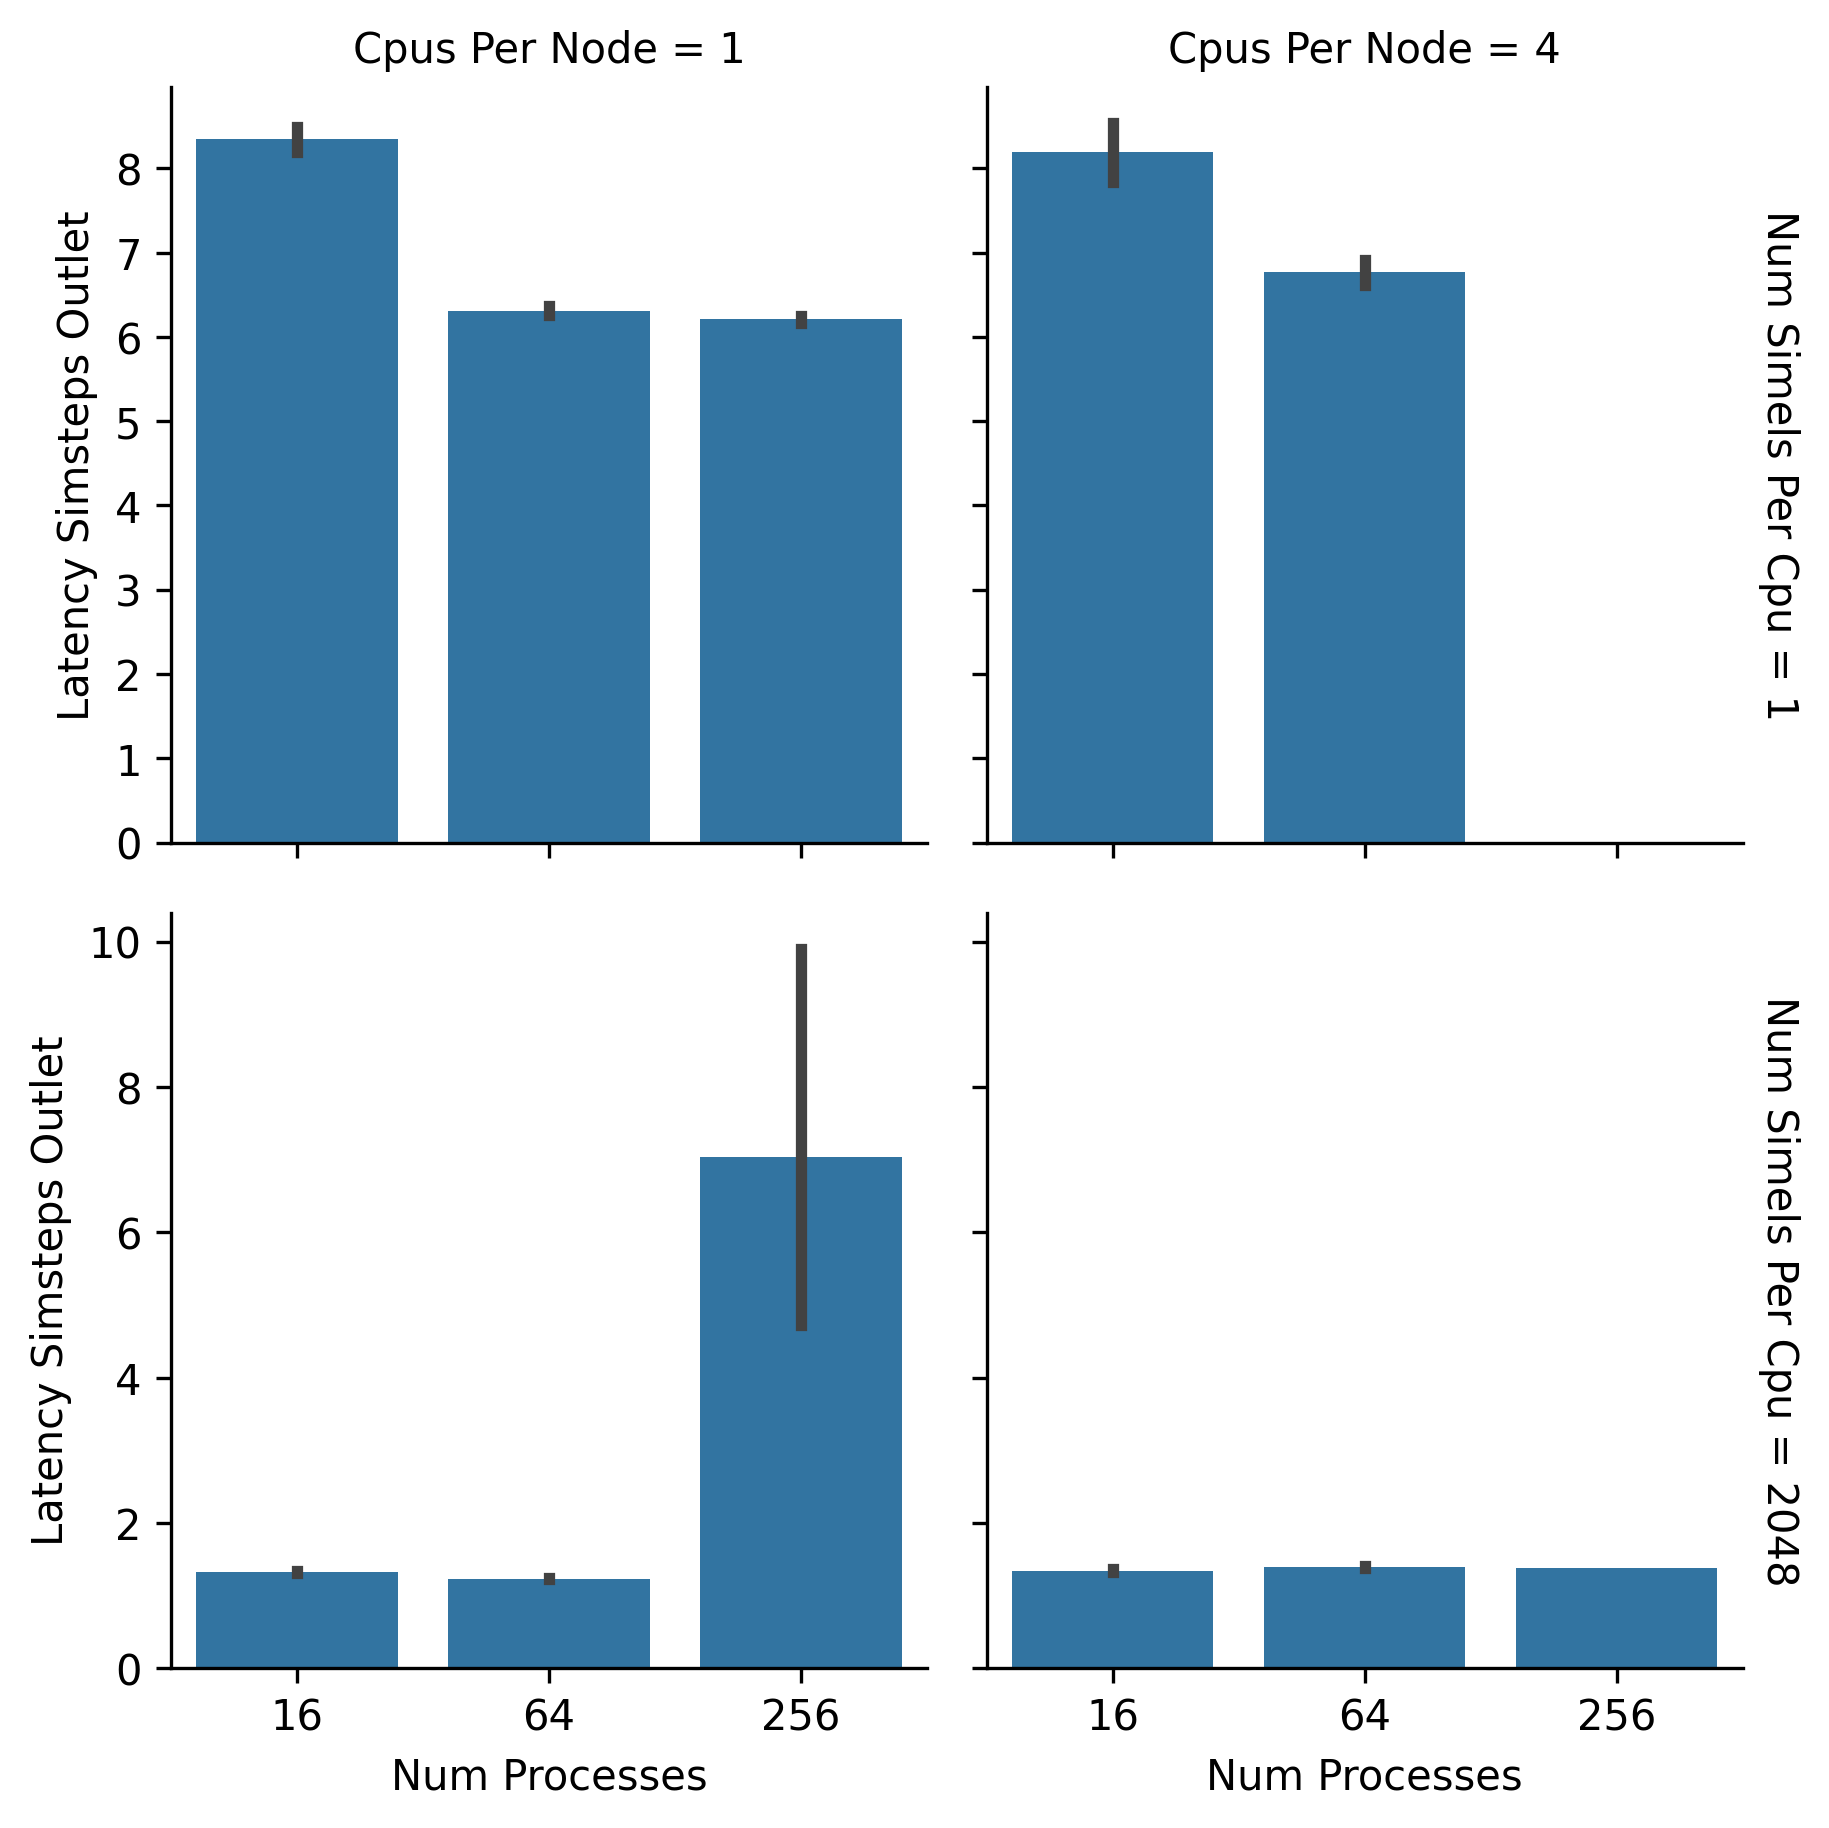 Cpus Per Node = 1
Cpus Per Node = 4
Latency Simsteps Outlet
8
7
6
5
4
3
2
1
0
Num Simels Per Cpu = 1
Latency Simsteps Outlet
10
8
6
4
2
0
Num Simels Per Cpu = 2048
16 64 256
16 64 256
Num Processes
Num Processes